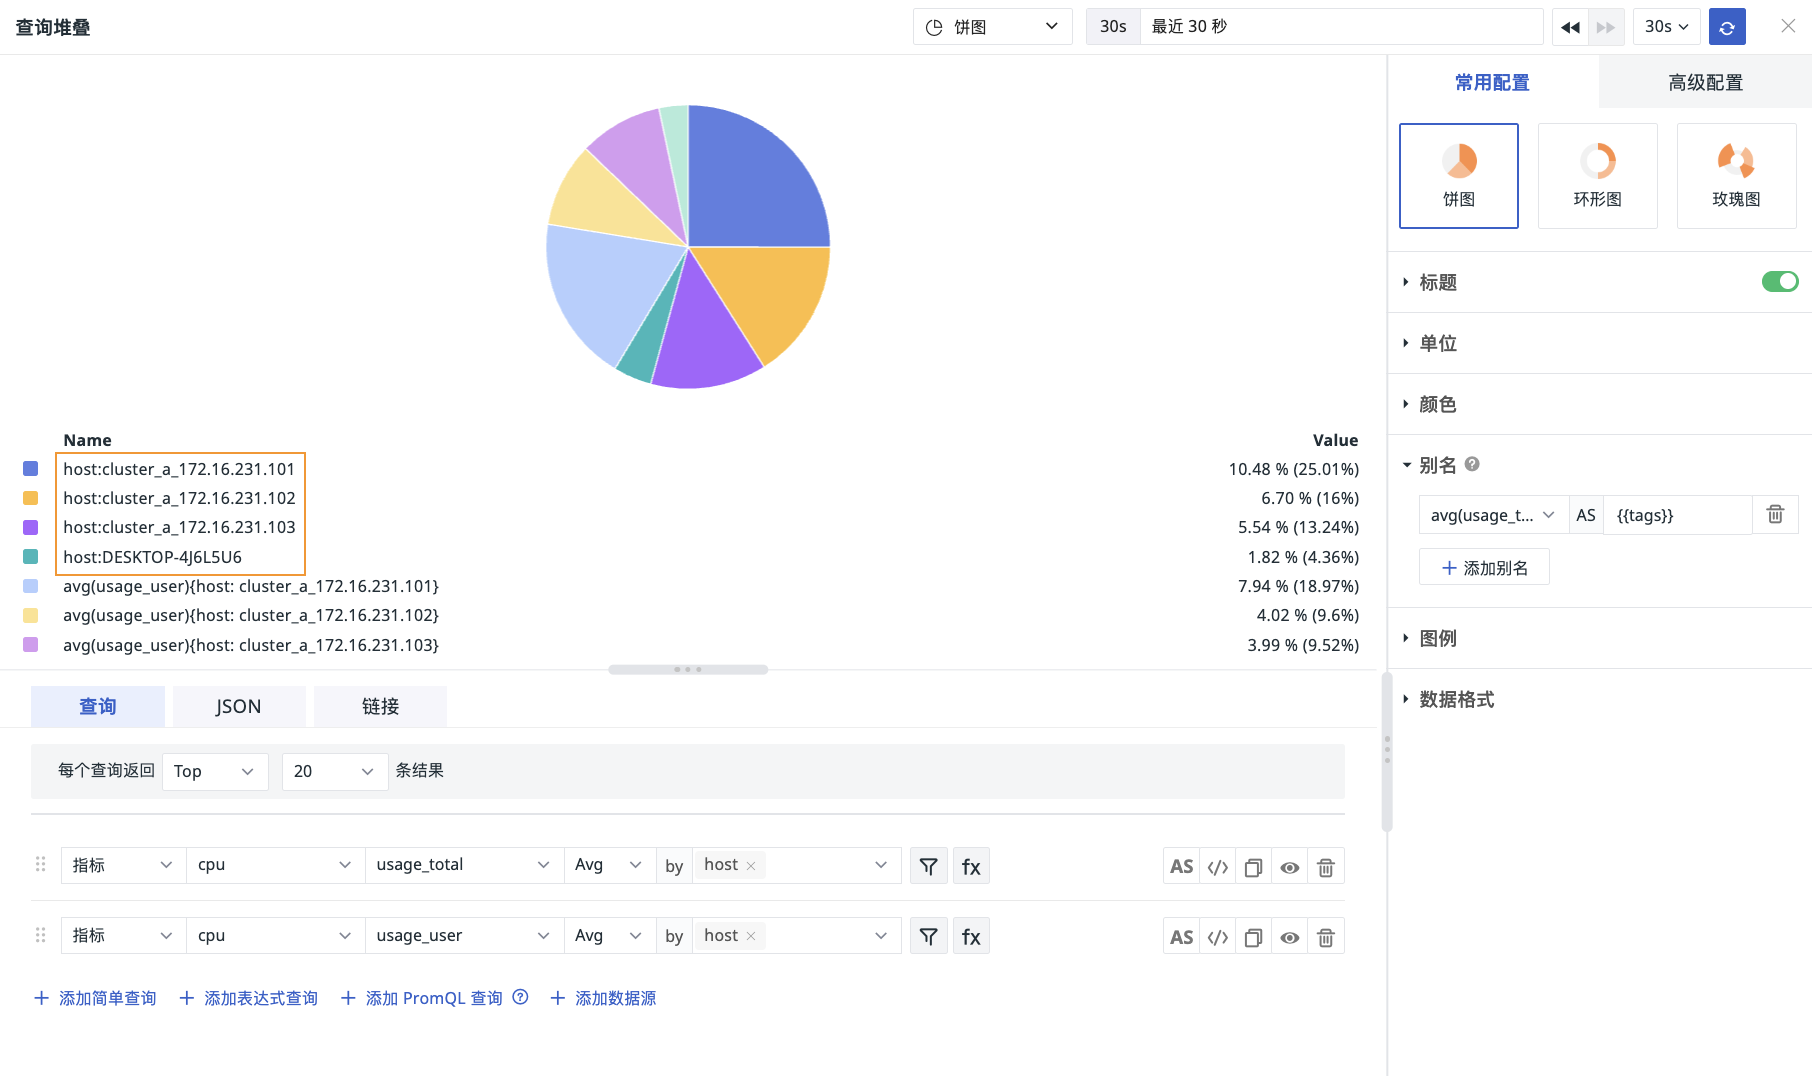 查询堆叠
饼图
30s
最近 30 秒
30s
常用配置
高级配置
饼图
环形图
玫瑰图
标题
单位
颜色
别名
avg(usage_t...
AS
{{tags}}
添加别名
图例
数据格式
Name
Value
host:cluster_a_172.16.231.101
10.48 % (25.01%)
host:cluster_a_172.16.231.102
6.70 % (16%)
host:cluster_a_172.16.231.103
5.54 % (13.24%)
host:DESKTOP-4J6L5U6
1.82 % (4.36%)
avg(usage_user){host: cluster_a_172.16.231.101}
7.94 % (18.97%)
avg(usage_user){host: cluster_a_172.16.231.102}
4.02 % (9.6%)
avg(usage_user){host: cluster_a_172.16.231.103}
3.99 % (9.52%)
查询
JSON
链接
每个查询返回 Top 20 条结果
指标 cpu usage_total Avg by host × fx AS </>
指标 cpu usage_user Avg by host × fx AS </>
添加简单查询
添加表达式查询
添加 PromQL 查询
添加数据源